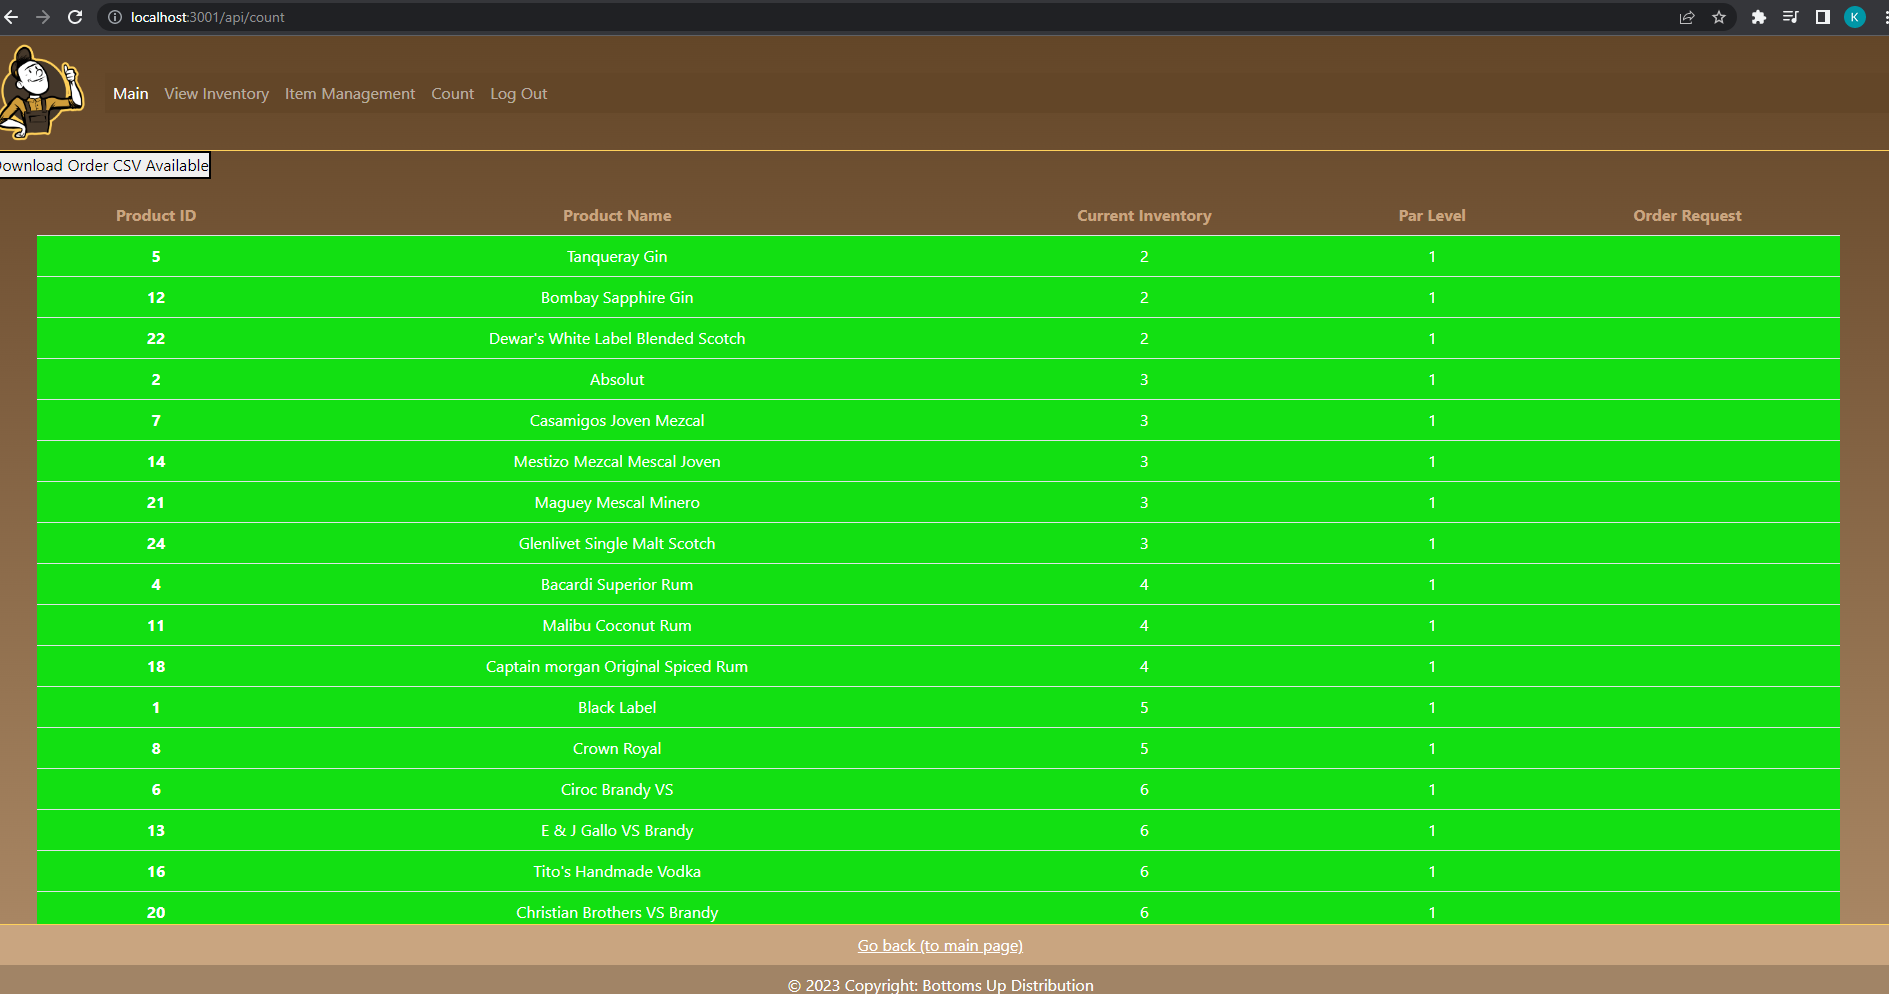 localhost:3001/api/count
K
Main View Inventory Item Management Count Log Out
Download Order CSV Available
Product ID Product Name Current Inventory Par Level Order Request
5 Tanqueray Gin 2 1
12 Bombay Sapphire Gin 2 1
22 Dewar's White Label Blended Scotch 2 1
2 Absolut 3 1
7 Casamigos Joven Mezcal 3 1
14 Mestizo Mezcal Mescal Joven 3 1
21 Maguey Mescal Minero 3 1
24 Glenlivet Single Malt Scotch 3 1
4 Bacardi Superior Rum 4 1
11 Malibu Coconut Rum 4 1
18 Captain morgan Original Spiced Rum 4 1
1 Black Label 5 1
8 Crown Royal 5 1
6 Ciroc Brandy VS 6 1
13 E & J Gallo VS Brandy 6 1
16 Tito's Handmade Vodka 6 1
20 Christian Brothers VS Brandy 6 1
Go back (to main page)
© 2023 Copyright: Bottoms Up Distribution